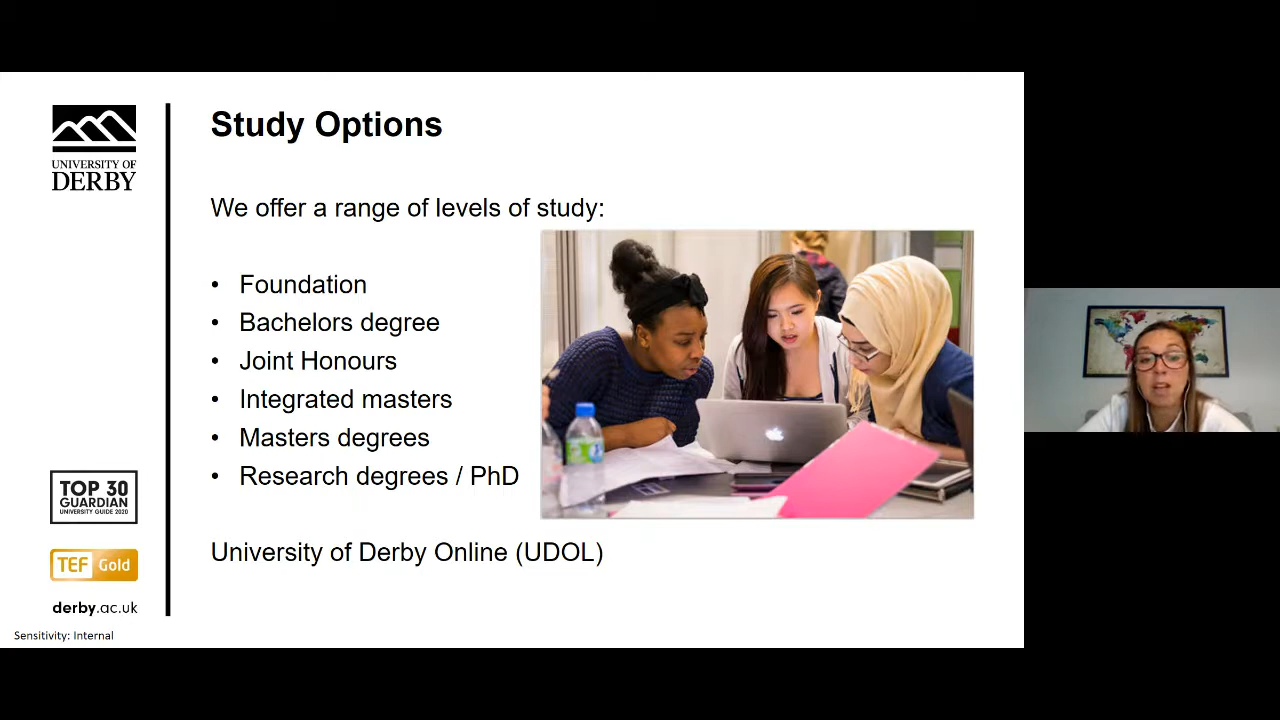 UNIVERSITY OF
DERBY
Study Options
We offer a range of levels of study:
• Foundation
• Bachelors degree
• Joint Honours
• Integrated masters
• Masters degrees
• Research degrees / PhD
University of Derby Online (UDOL)
TOP 30
GUARDIAN
UNIVERSITY GUIDE 2020
TEF Gold
derby.ac.uk
Sensitivity: Internal